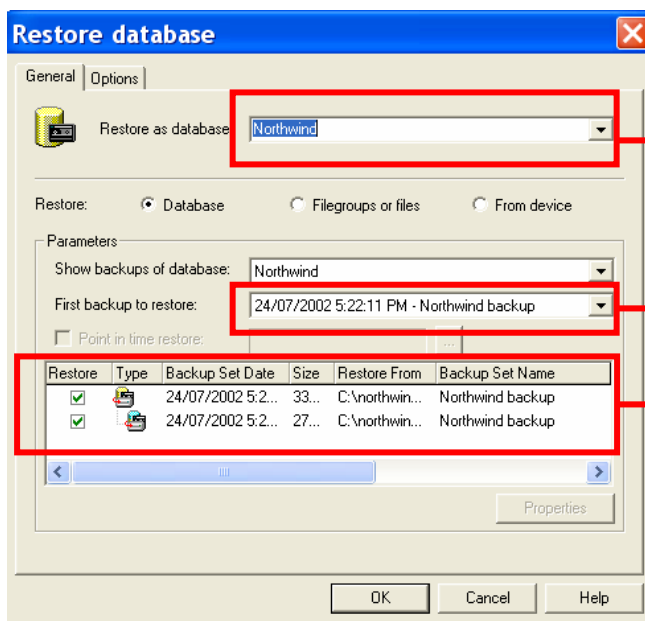 Restore database
General Options
Restore as database Northwind
Restore: Database Filegroups or files From device
Parameters
Show backups of database: Northwind
First backup to restore: 24/07/2002 5:22:11 PM - Northwind backup
Point in time restore: ...
Restore Type Backup Set Date Size Restore From Backup Set Name
24/07/2002 5:2... 33... C:\northwin... Northwind backup
24/07/2002 5:2... 27... C:\northwin... Northwind backup
Properties
OK Cancel Help